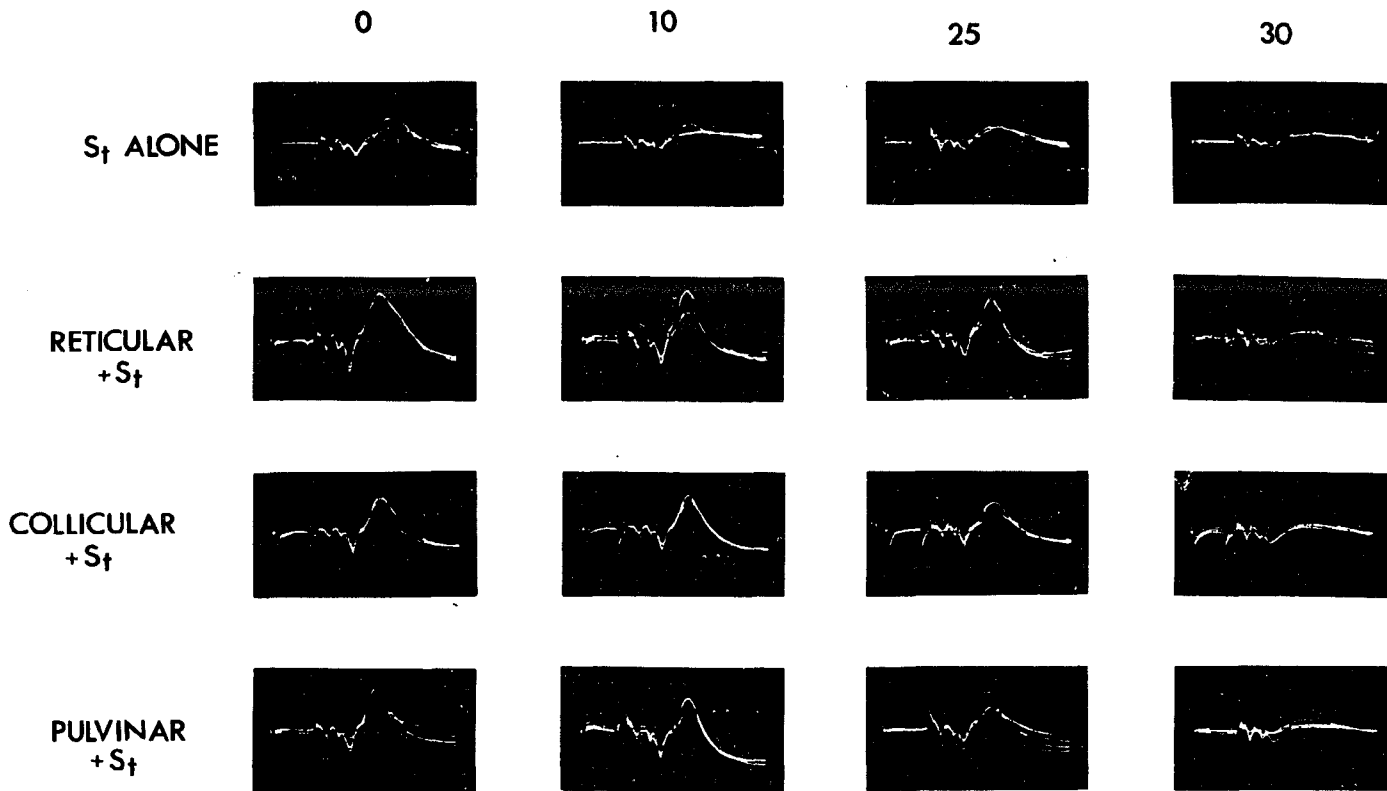 0 10 25 30
St ALONE
RETICULAR
+St
COLLICULAR
+St
PULVINAR
+St